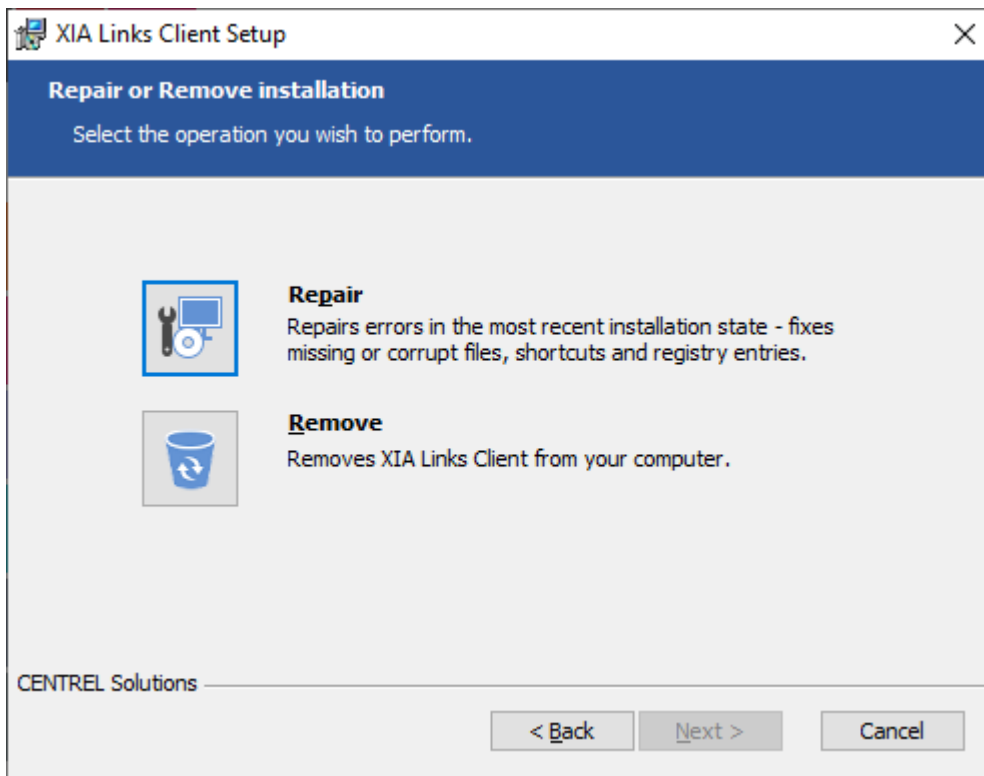 XIA Links Client Setup
Repair or Remove installation
Select the operation you wish to perform.
Repair
Repairs errors in the most recent installation state - fixes
missing or corrupt files, shortcuts and registry entries.
Remove
Removes XIA Links Client from your computer.
CENTREL Solutions
< Back
Next >
Cancel